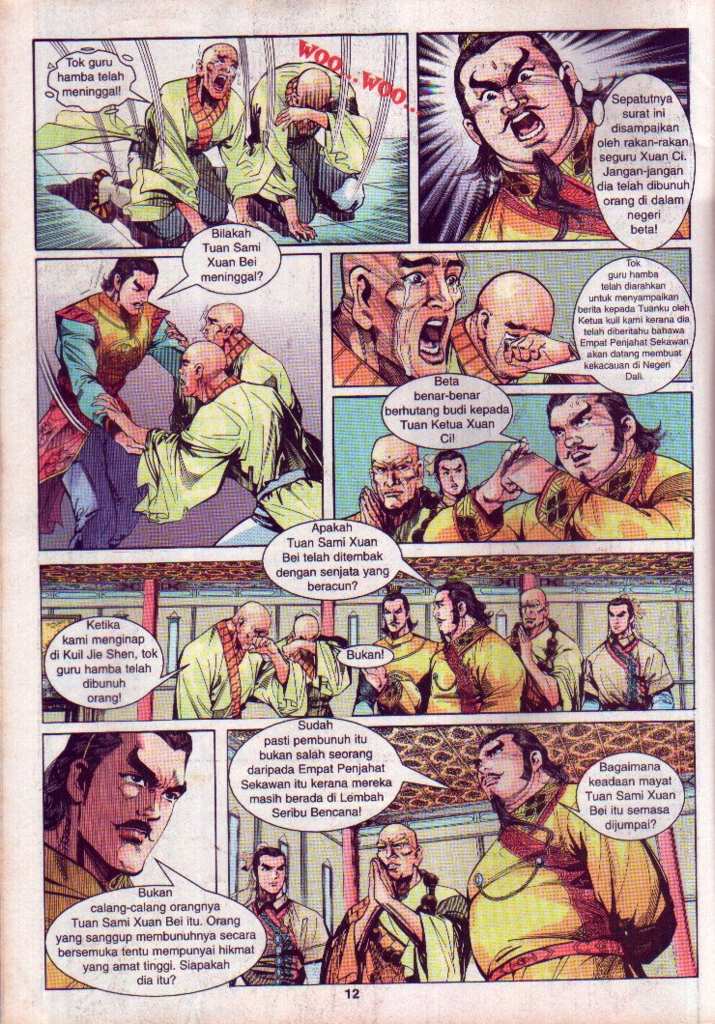 Tok guru
hamba telah
meninggal!
WOO...WOO...
Sepatutnya
surat ini
disampaikan
oleh rakan-rakan
seguru Xuan Ci.
Jangan-jangan
dia telah dibunuh
orang di dalam
negeri
beta!
Bilakah
Tuan Sami
Xuan Bei
meninggal?
Tok
guru hamba
telah diarahkan
untuk menyampaikan
berita kepada Tuanku oleh
Ketua kuil kami kerana dia
telah diberitahu bahawa
Empat Penjahat Sekawan
akan datang membuat
kekacauan di Negeri
Dali.
Beta
benar-benar
berhutang budi kepada
Tuan Ketua Xuan
Ci!
Apakah
Tuan Sami Xuan
Bei telah ditembak
dengan senjata yang
beracun?
Bukan!
Ketika
kami menginap
di Kuil Jie Shen, tok
guru hamba telah
dibunuh
orang!
Sudah
pasti pembunuh itu
bukan salah seorang
daripada Empat Penjahat
Sekawan itu kerana mereka
masih berada di Lembah
Seribu Bencana!
Bagaimana
keadaan mayat
Tuan Sami Xuan
Bei itu semasa
dijumpai?
Bukan
calang-calang orangnya
Tuan Sami Xuan Bei itu. Orang
yang sanggup membunuhnya secara
bersemuka tentu mempunyai hikmat
yang amat tinggi. Siapakah
dia itu?
12